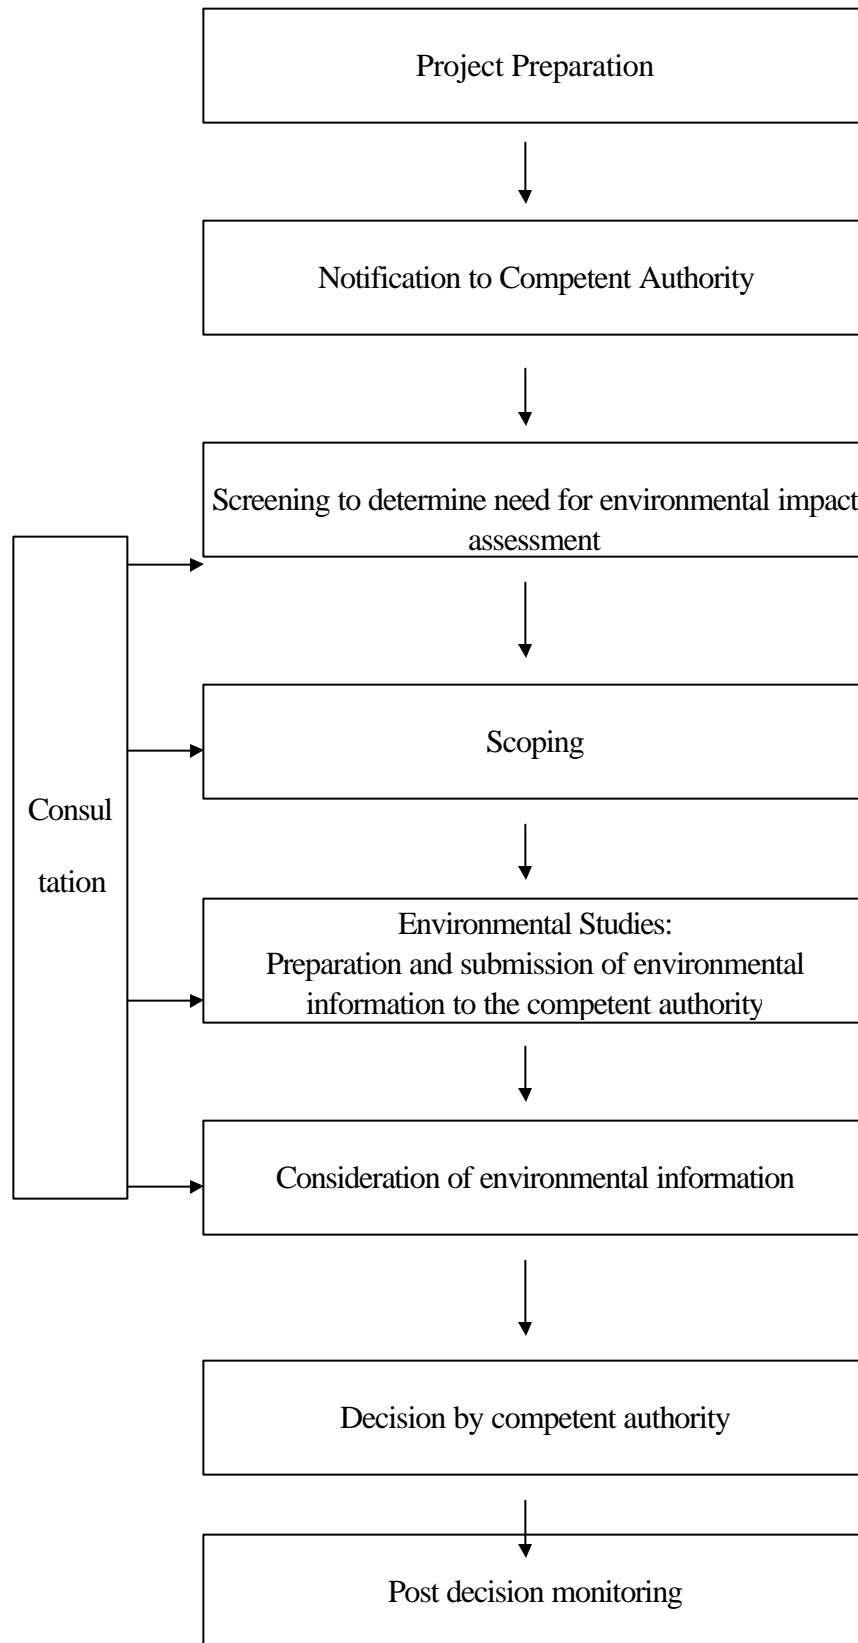 Project Preparation
Notification to Competent Authority
Screening to determine need for environmental impact
assessment
Scoping
Consul
tation
Environmental Studies:
Preparation and submission of environmental
information to the competent authority
Consideration of environmental information
Decision by competent authority
Post decision monitoring